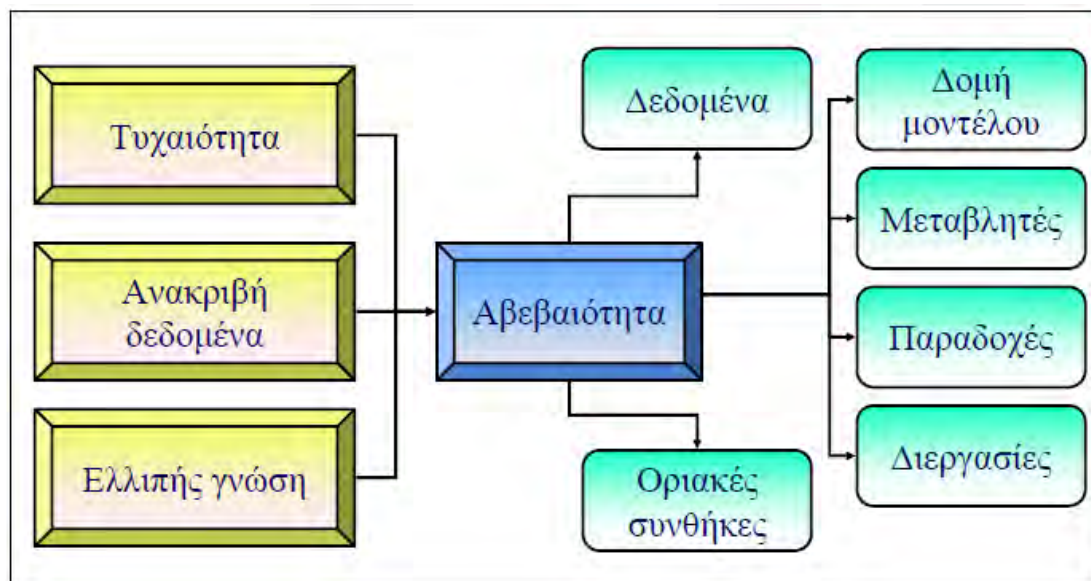 Τυχαιότητα
Ανακριβή
δεδομένα
Ελλιπής γνώση
Αβεβαιότητα
Δεδομένα
Οριακές
συνθήκες
Δομή
μοντέλου
Μεταβλητές
Παραδοχές
Διεργασίες